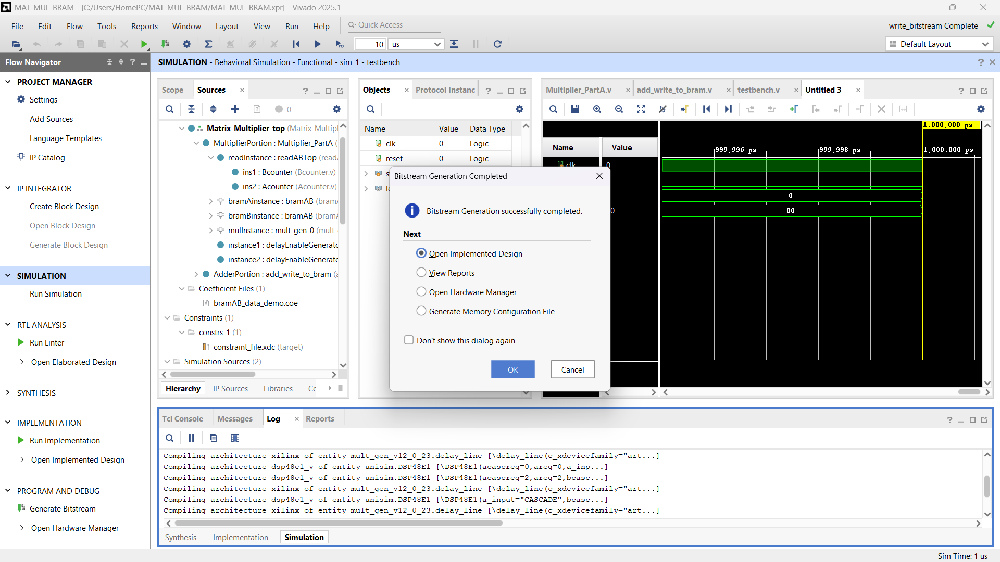 MAT_MUL_BRAM - [C:/Users/HomePC/MAT_MUL_BRAM/MAT_MUL_BRAM.xpr] - Vivado 2025.1
File Edit Flow Tools Reports Window Layout View Run Help Quick Access
write_bitstream Complete
10 us
Default Layout
Flow Navigator
SIMULATION - Behavioral Simulation - Functional - sim_1 - testbench
PROJECT MANAGER
Settings
Add Sources
Language Templates
IP Catalog
IP INTEGRATOR
Create Block Design
Open Block Design
Generate Block Design
SIMULATION
Run Simulation
RTL ANALYSIS
Run Linter
Open Elaborated Design
SYNTHESIS
IMPLEMENTATION
Run Implementation
Open Implemented Design
PROGRAM AND DEBUG
Generate Bitstream
Open Hardware Manager
Scope Sources
0
Matrix_Multiplier_top (Matrix_Multipl
MultiplierPortion : Multiplier_PartA (
readInstance : readABTop (read
ins1 : Bcounter (Bcounter.v)
ins2 : Acounter (Acounter.v)
bramAinstance : bramAB (bram
bramBinstance : bramAB (bram
mulInstance : mult_gen_0 (mult_
instance1 : delayEnableGenerato
instance2 : delayEnableGenerato
AdderPortion : add_write_to_bram (
Coefficient Files (1)
bramAB_data_demo.coe
Constraints (1)
constrs_1 (1)
constraint_file.xdc (target)
Simulation Sources (2)
Hierarchy IP Sources Libraries Co
Objects Protocol Instanc
Name Value Data Type
clk 0 Logic
reset 0 Logic
Multiplier_PartA.v add_write_to_bram.v testbench.v Untitled 3
Name Value
clk 0
0
1,000,000 ps
999,996 ps 999,998 ps 1,000,000 ps
0
00
Bitstream Generation Completed
Bitstream Generation successfully completed.
Next
Open Implemented Design
View Reports
Open Hardware Manager
Generate Memory Configuration File
Don't show this dialog again
OK Cancel
Tcl Console Messages Log Reports
Compiling architecture xilinx of entity mult_gen_v12_0_23.delay_line [\delay_line(c_xdevicefamily="art...]
Compiling architecture dsp48e1_v of entity unisim.DSP48E1 [\DSP48E1(acascreg=0,areg=0,a_inp...]
Compiling architecture dsp48e1_v of entity unisim.DSP48E1 [\DSP48E1(acascreg=2,areg=2,bcasc...]
Compiling architecture xilinx of entity mult_gen_v12_0_23.delay_line [\delay_line(c_xdevicefamily="art...]
Compiling architecture dsp48e1_v of entity unisim.DSP48E1 [\DSP48E1(a_input="CASCADE",bcasc...]
Compiling architecture xilinx of entity mult_gen_v12_0_23.delay_line [\delay_line(c_xdevicefamily="art...]
Synthesis Implementation Simulation
Sim Time: 1 us